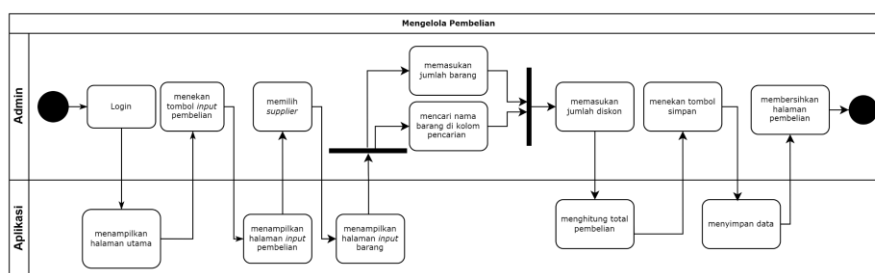 Mengelola Pembelian
Admin
Login
menekan
tombol input
pembelian
memilih
supplier
memasukan
jumlah barang
mencari nama
barang di kolom
pencarian
memasukan
jumlah diskon
menekan tombol
simpan
membersihkan
halaman
pembelian
Aplikasi
menampilkan
halaman utama
menampilkan
halaman input
pembelian
menampilkan
halaman input
barang
menghitung total
pembelian
menyimpan data